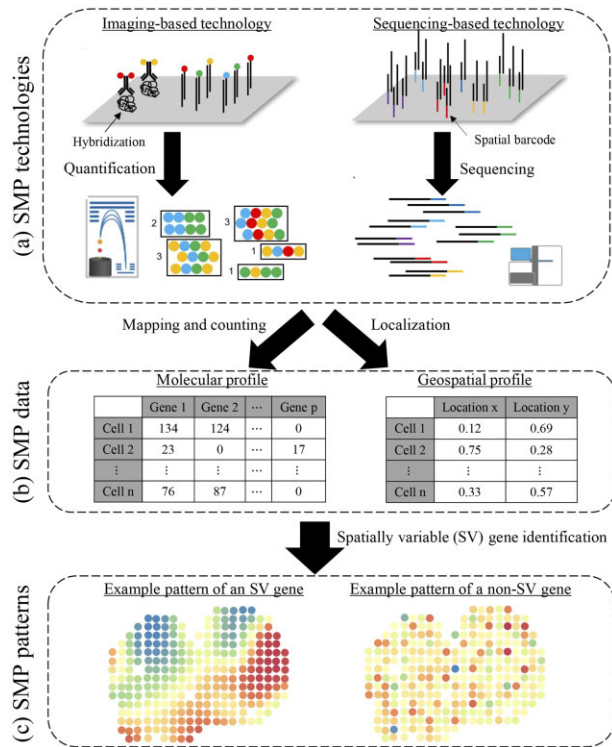 (a) SMP technologies
Imaging-based technology
Sequencing-based technology
Hybridization
Spatial barcode
Quantification
Sequencing
2
3
3
1
1
Mapping and counting
Localization
(b) SMP data
Molecular profile
Gene 1 Gene 2 ⋯ Gene p
Cell 1 134 124 ⋯ 0
Cell 2 23 0 ⋯ 17
⋮ ⋮ ⋮ ⋯ ⋮
Cell n 76 87 ⋯ 0
Geospatial profile
Location x Location y
Cell 1 0.12 0.69
Cell 2 0.75 0.28
⋮ ⋮ ⋮
Cell n 0.33 0.57
Spatially variable (SV) gene identification
(c) SMP patterns
Example pattern of an SV gene
Example pattern of a non-SV gene